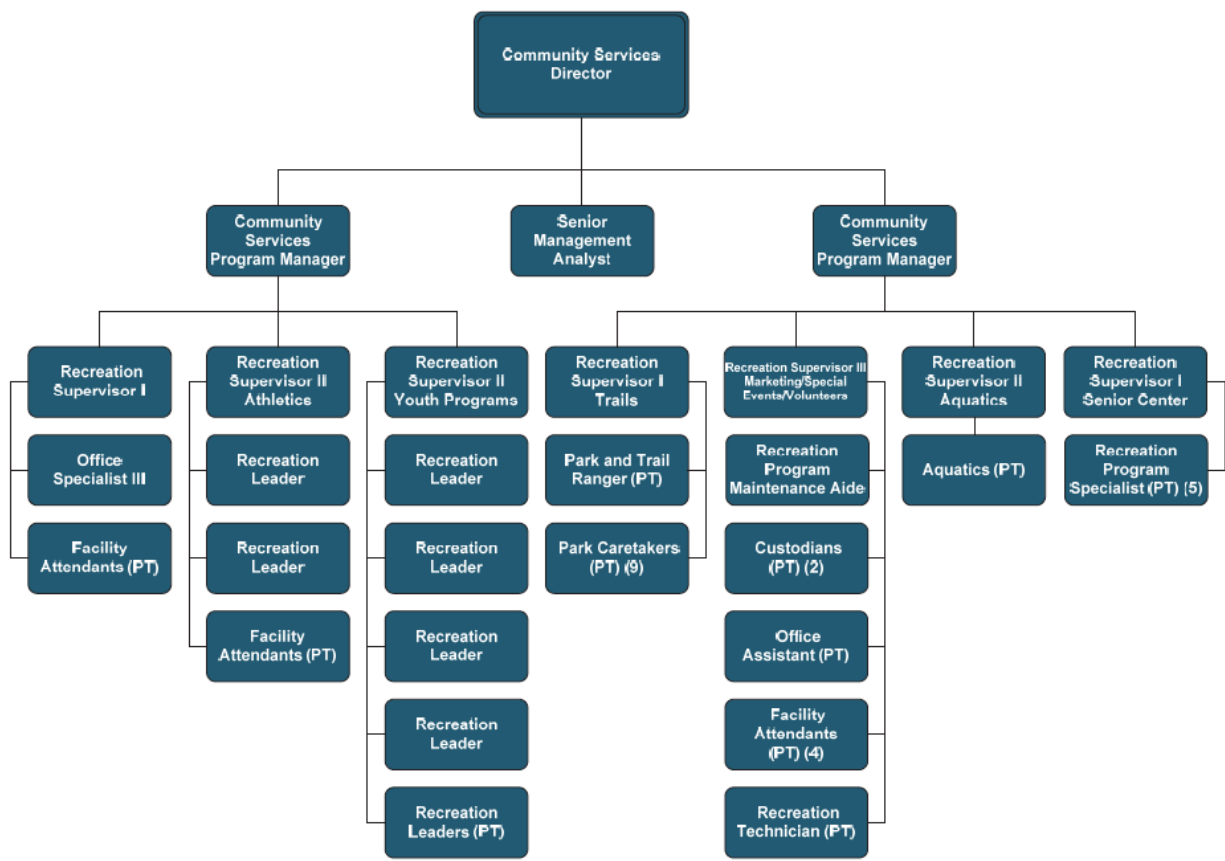 Community Services
Director
Community
Services
Program Manager
Senior
Management
Analyst
Community
Services
Program Manager
Recreation
Supervisor I
Recreation
Supervisor II
Athletics
Recreation
Supervisor II
Youth Programs
Recreation
Supervisor I
Trails
Recreation Supervisor III
Marketing/Special
Events/Volunteers
Recreation
Supervisor II
Aquatics
Recreation
Supervisor I
Senior Center
Office
Specialist III
Recreation
Leader
Recreation
Leader
Park and Trail
Ranger (PT)
Recreation
Program
Maintenance Aide
Aquatics (PT)
Recreation
Program
Specialist (PT) (5)
Facility
Attendants (PT)
Recreation
Leader
Recreation
Leader
Park Caretakers
(PT) (9)
Custodians
(PT) (2)
Facility
Attendants (PT)
Recreation
Leader
Office
Assistant (PT)
Recreation
Leader
Facility
Attendants
(PT) (4)
Recreation
Leaders (PT)
Recreation
Technician (PT)